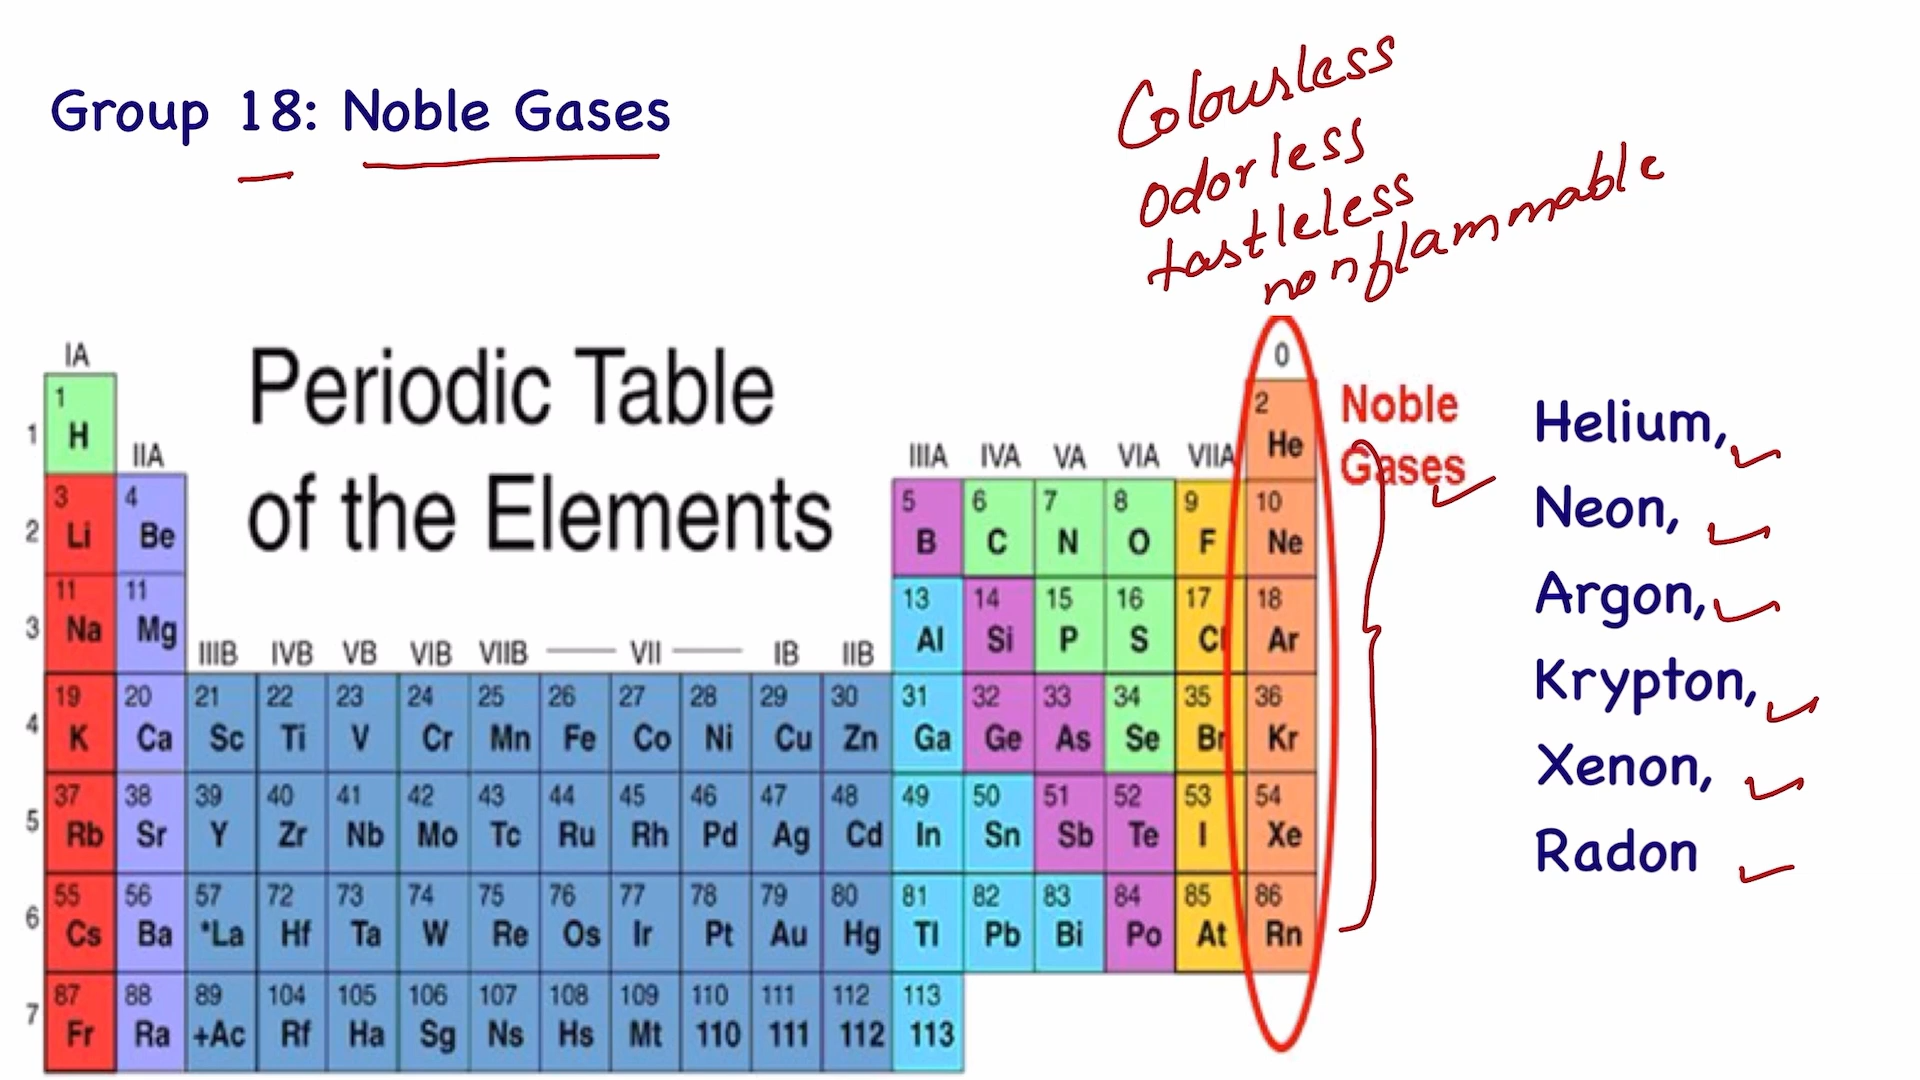 Group 18: Noble Gases
Colourless
odorless
tastleless
nonflammable
Periodic Table
of the Elements
IA
IIA
IIIB IVB VB VIB VIIB VII IB IIB
IIIA IVA VA VIA VIIA
0
Noble
Gases
1
1 H
2 He
2
3 Li
4 Be
5 B
6 C
7 N
8 O
9 F
10 Ne
3
11 Na
11 Mg
13 Al
14 Si
15 P
16 S
17 Cl
18 Ar
4
19 K
20 Ca
21 Sc
22 Ti
23 V
24 Cr
25 Mn
26 Fe
27 Co
28 Ni
29 Cu
30 Zn
31 Ga
32 Ge
33 As
34 Se
35 Br
36 Kr
5
37 Rb
38 Sr
39 Y
40 Zr
41 Nb
42 Mo
43 Tc
44 Ru
45 Rh
46 Pd
47 Ag
48 Cd
49 In
50 Sn
51 Sb
52 Te
53 I
54 Xe
6
55 Cs
56 Ba
57 *La
72 Hf
73 Ta
74 W
75 Re
76 Os
77 Ir
78 Pt
79 Au
80 Hg
81 Tl
82 Pb
83 Bi
84 Po
85 At
86 Rn
7
87 Fr
88 Ra
89 +Ac
104 Rf
105 Ha
106 Sg
107 Ns
108 Hs
109 Mt
110 110
111 111
112 112
113 113
Helium,
Neon,
Argon,
Krypton,
Xenon,
Radon